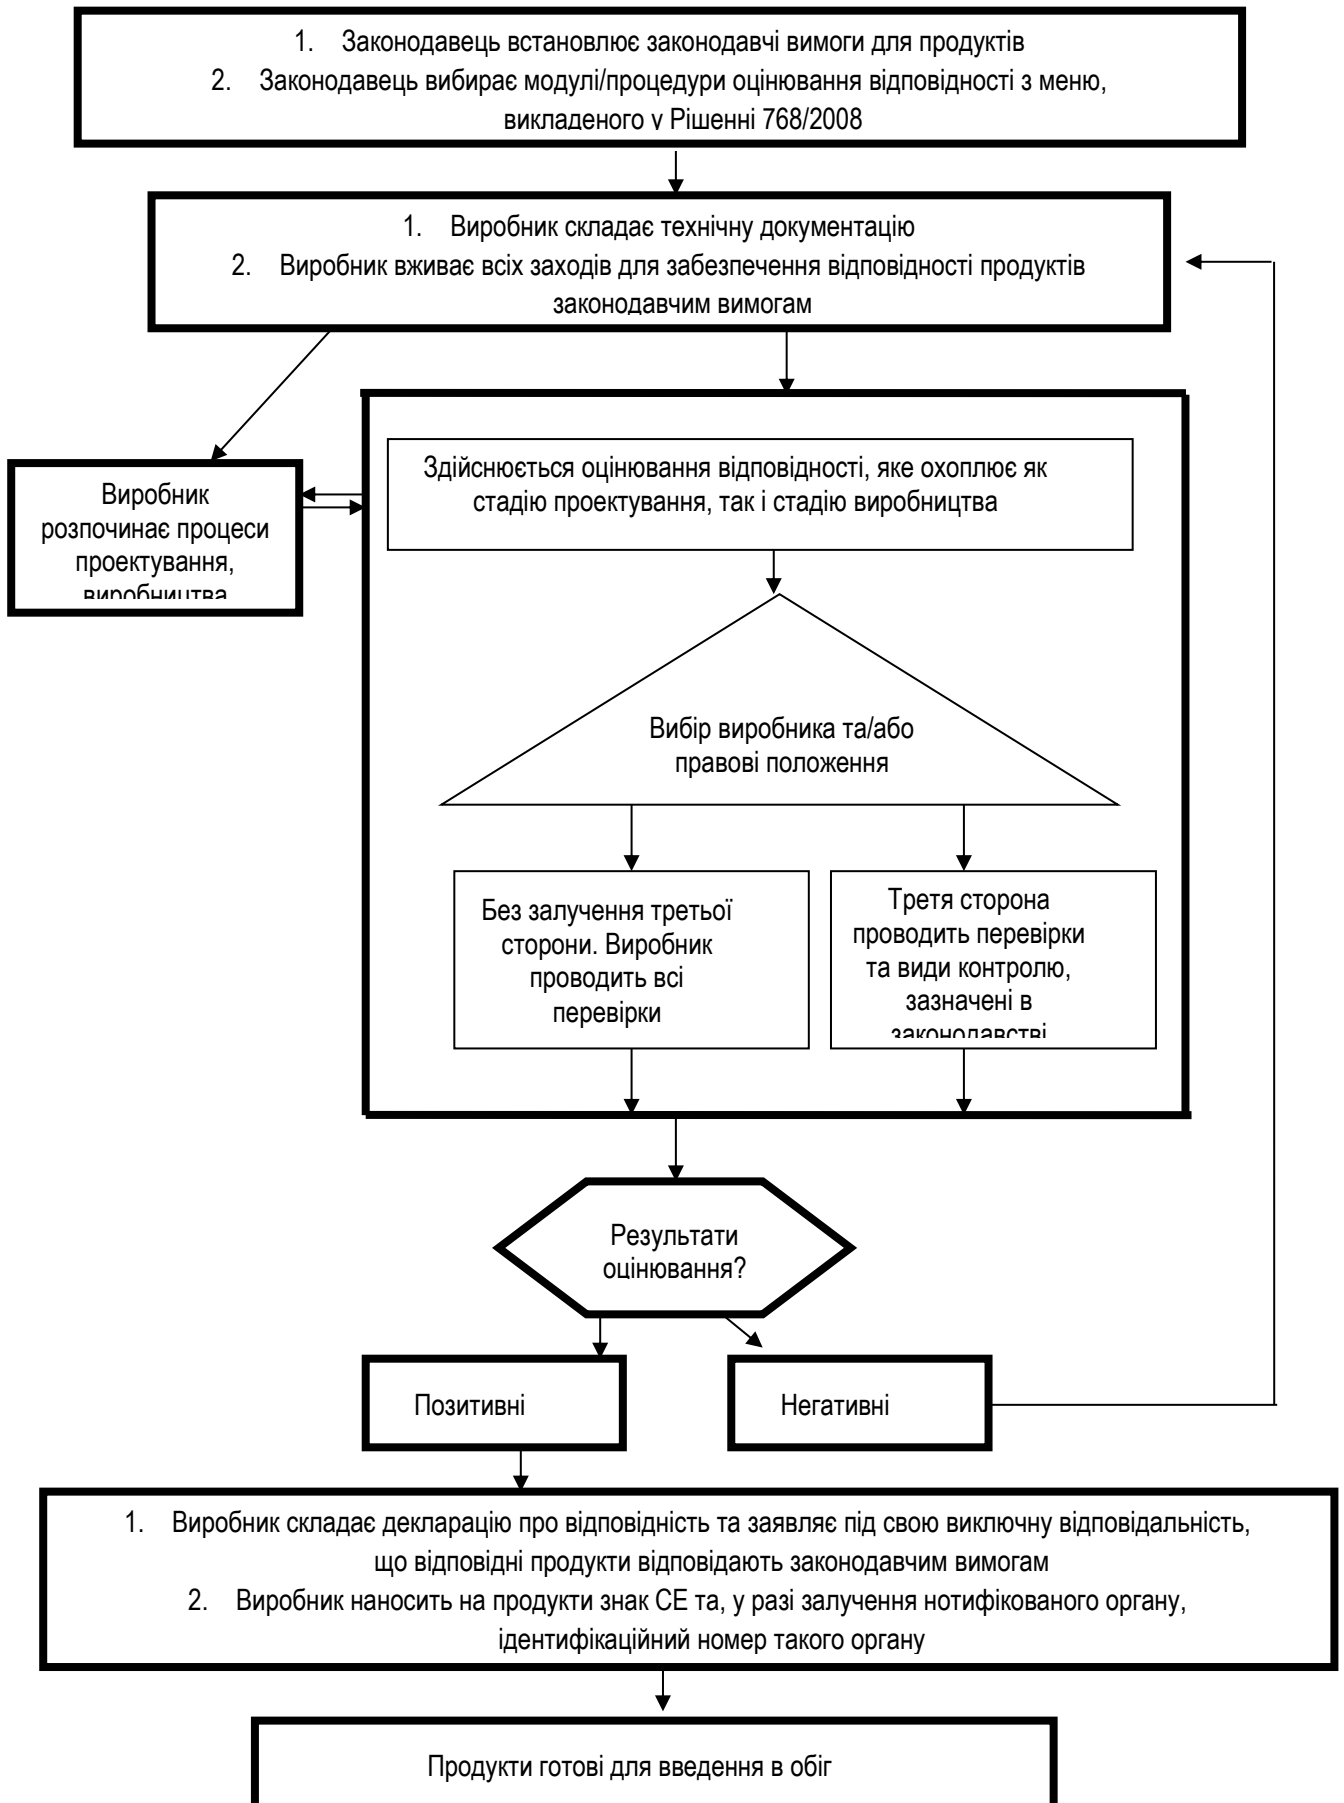 1. Законодавець встановлює законодавчі вимоги для продуктів
2. Законодавець вибирає модулі/процедури оцінювання відповідності з меню,
викладеного у Рішенні 768/2008
1. Виробник складає технічну документацію
2. Виробник вживає всіх заходів для забезпечення відповідності продуктів
законодавчим вимогам
Виробник
розпочинає процеси
проектування,
виробництва
Здійснюється оцінювання відповідності, яке охоплює як
стадію проектування, так і стадію виробництва
Вибір виробника та/або
правові положення
Без залучення третьої
сторони. Виробник
проводить всі
перевірки
Третя сторона
проводить перевірки
та види контролю,
зазначені в
законодавстві
Результати
оцінювання?
Позитивні
Негативні
1. Виробник складає декларацію про відповідність та заявляє під свою виключну відповідальність,
що відповідні продукти відповідають законодавчим вимогам
2. Виробник наносить на продукти знак СЕ та, у разі залучення нотифікованого органу,
ідентифікаційний номер такого органу
Продукти готові для введення в обіг